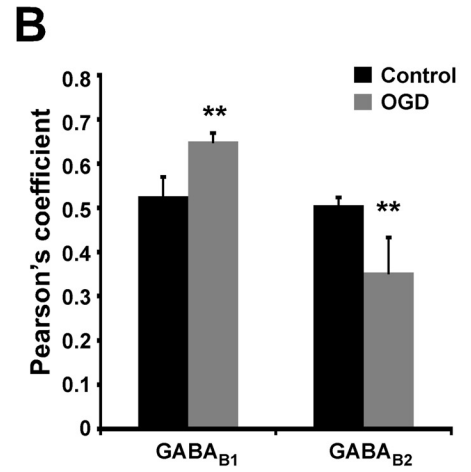 B
Control
OGD
Pearson's coefficient
0.8
0.7
0.6
0.5
0.4
0.3
0.2
0.1
0
**
**
GABAB1
GABAB2